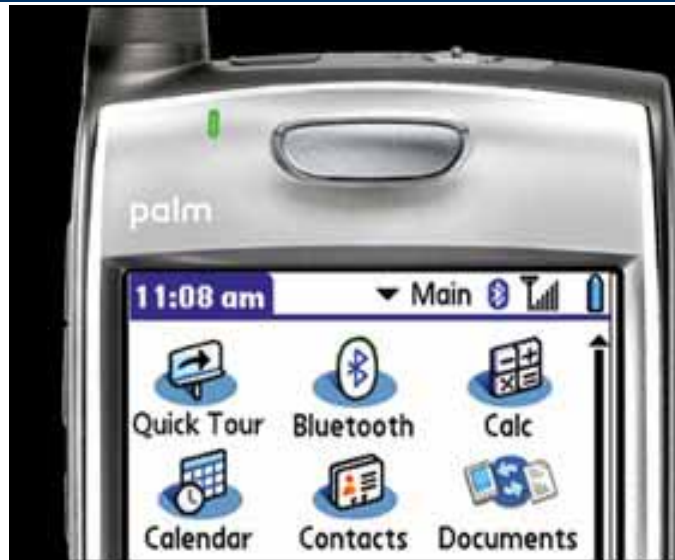 palm
11:08 am Main
Quick Tour Bluetooth Calc
Calendar Contacts Documents